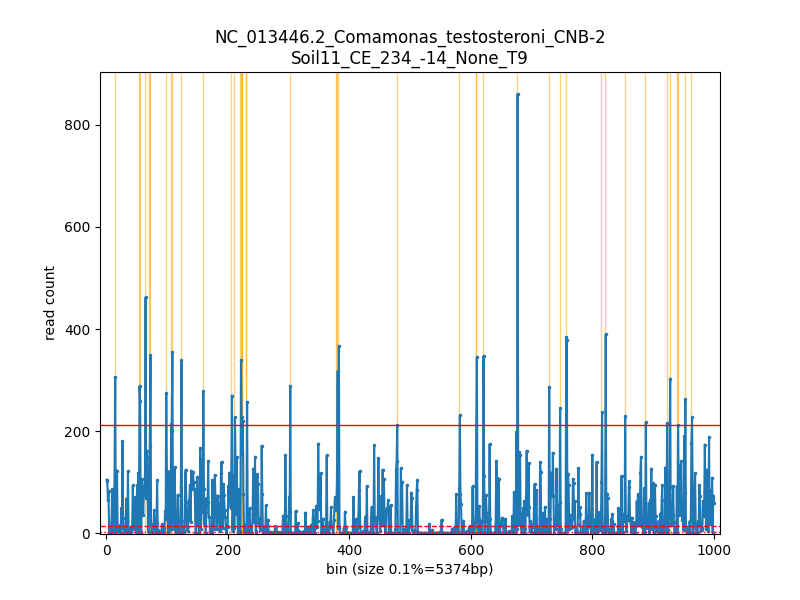 NC_013446.2_Comamonas_testosteroni_CNB-2
Soil11_CE_234_-14_None_T9
read count
800
600
400
200
0
0 200 400 600 800 1000
bin (size 0.1%=5374bp)